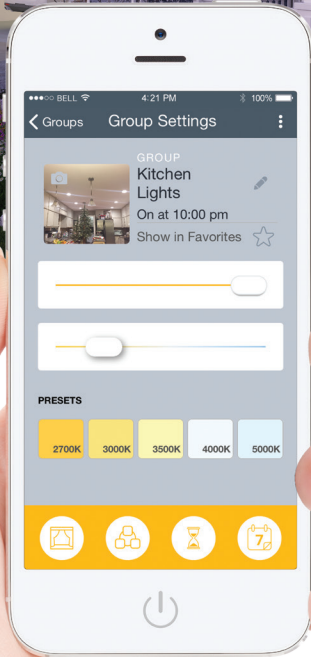 BELL 4:21 PM 100%
Groups Group Settings
GROUP
Kitchen
Lights
On at 10:00 pm
Show in Favorites
PRESETS
2700K 3000K 3500K 4000K 5000K
7